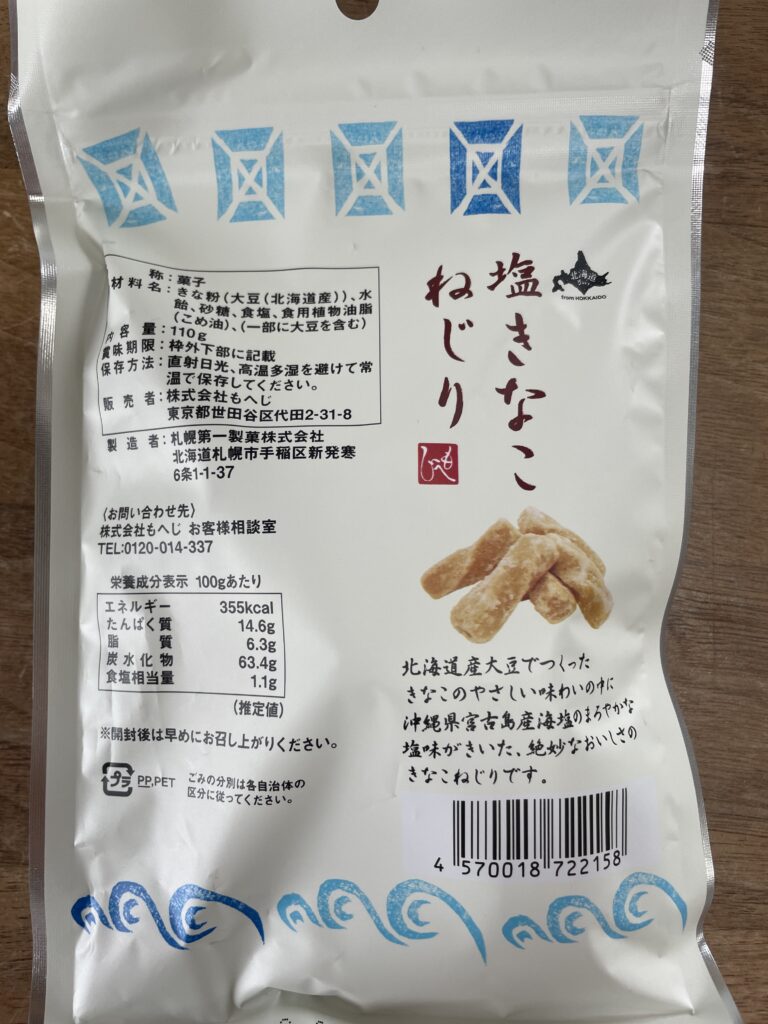 北海道
from HOKKAIDO
塩きなこ
ねじり
もへじ
称：菓子
材料名：きな粉（大豆（北海道産））、水
飴、砂糖、食塩、食用植物油脂
（こめ油）、（一部に大豆を含む）
内容量：110g
賞味期限：枠外下部に記載
保存方法：直射日光、高温多湿を避けて常
温で保存してください。
販売者：株式会社もへじ
東京都世田谷区代田2-31-8
製造者：札幌第一製菓株式会社
北海道札幌市手稲区新発寒
6条1-1-37
〈お問い合わせ先〉
株式会社もへじ お客様相談室
TEL:0120-014-337
栄養成分表示 100gあたり
エネルギー 355kcal
たんぱく質 14.6g
脂質 6.3g
炭水化物 63.4g
食塩相当量 1.1g
（推定値）
※開封後は早めにお召し上がりください。
プラ PP,PET ごみの分別は各自治体の
区分に従ってください。
北海道産大豆でつくった
きなこのやさしい味わいの中に
沖縄県宮古島産海塩のまろやかな
塩味がきいた、絶妙なおいしさの
きなこねじりです。
4 570018 722158